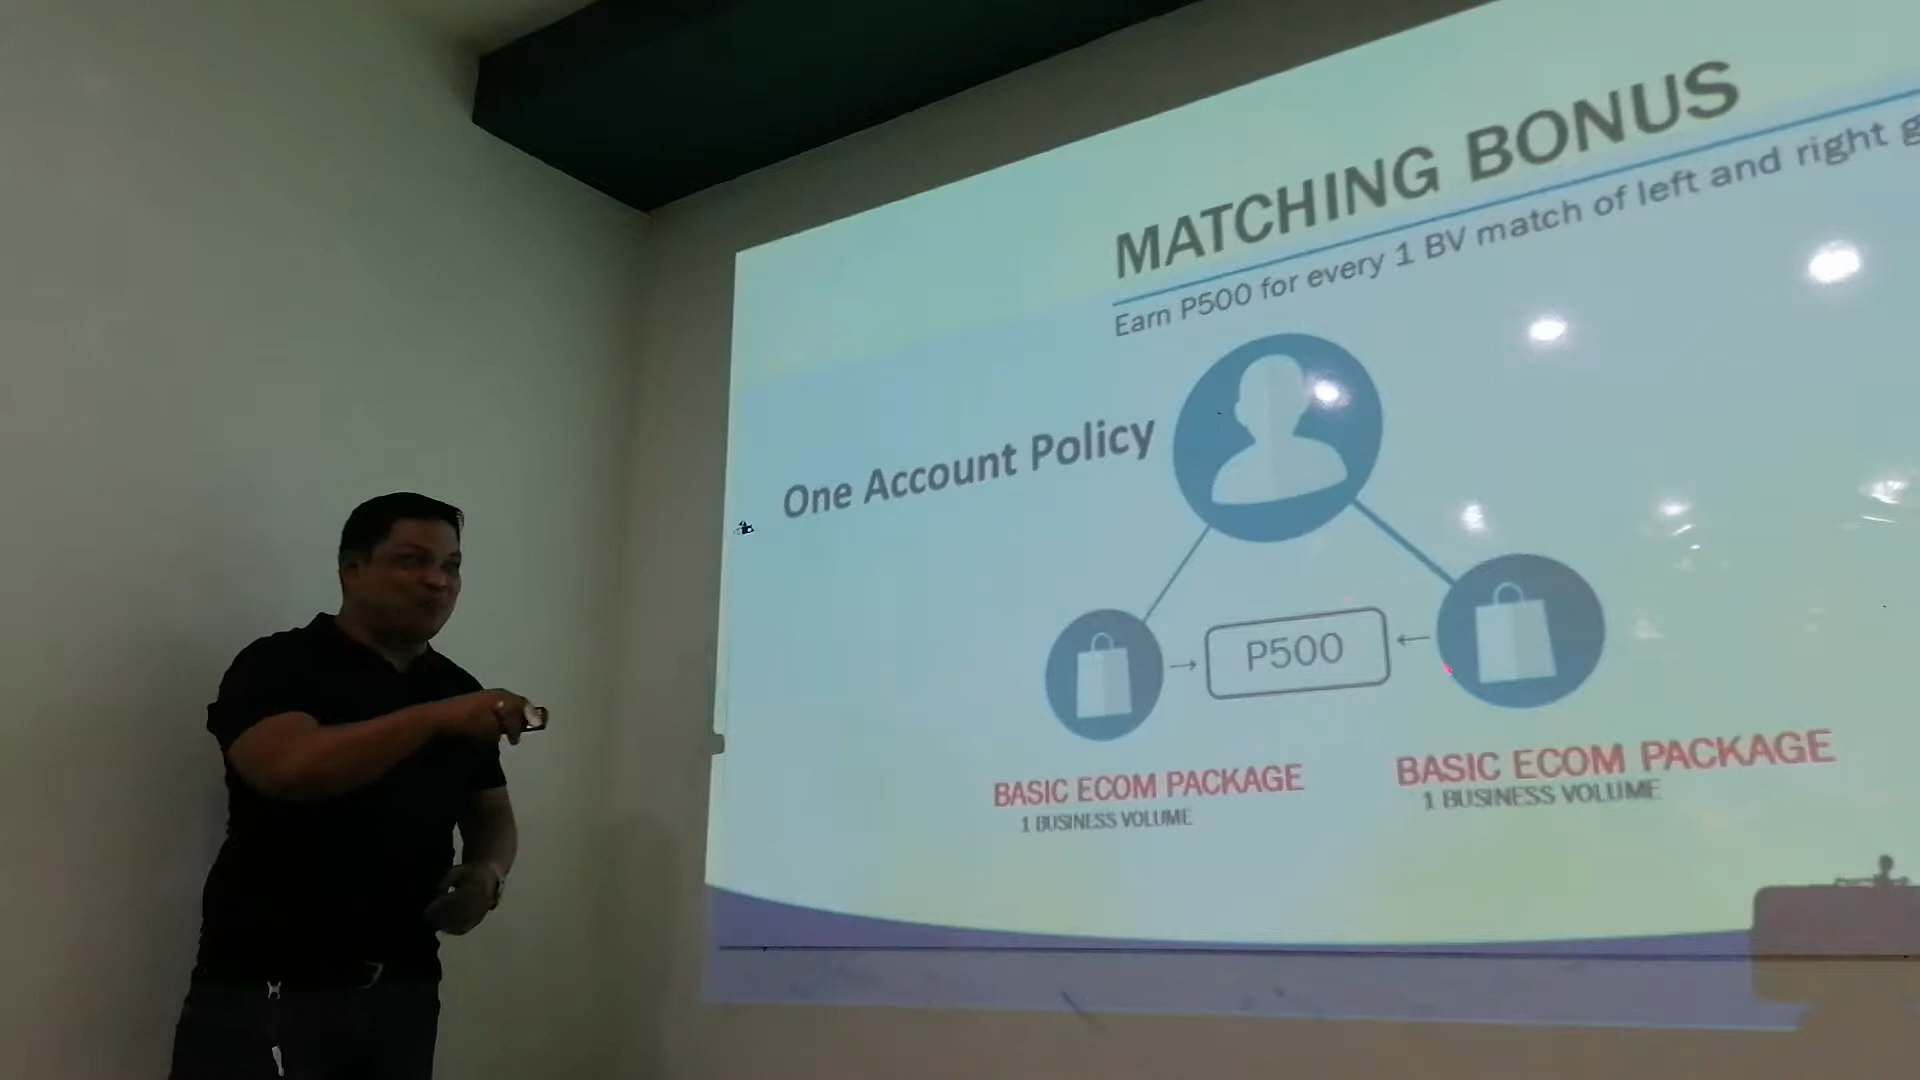 MATCHING BONUS
Earn P500 for every 1 BV match of left and right
One Account Policy
P500
BASIC ECOM PACKAGE
1 BUSINESS VOLUME
BASIC ECOM PACKAGE
1 BUSINESS VOLUME